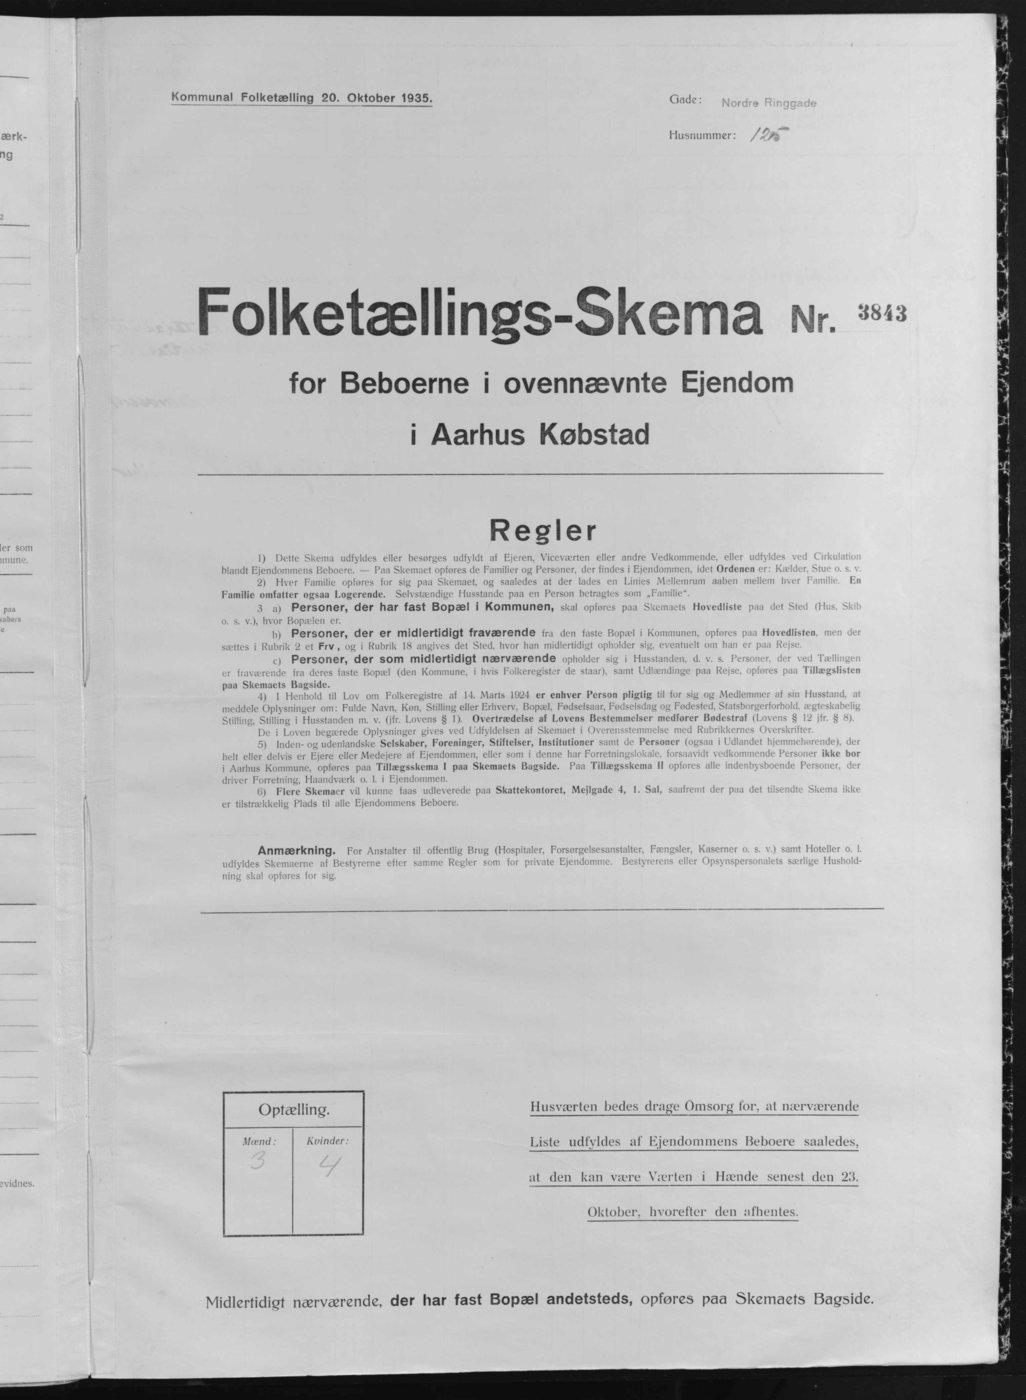 Kommunal Folketælling 20. Oktober 1935.
Gade: Nordre Ringgade
Husnummer: 125
Folketællings-Skema Nr. 3843
for Beboerne i ovennævnte Ejendom
i Aarhus Købstad
Regler
1) Dette Skema udfyldes eller besørges udfyldt af Ejeren, Viceværten eller andre Vedkommende, eller udfyldes ved Cirkulation
blandt Ejendommens Beboere. — Paa Skemaet opføres de Familier og Personer, der findes i Ejendommen, idet Ordenen er: Kælder, Stue o. s. v.
2) Hver Familie opføres for sig paa Skemaet, og saaledes at der lades en Linies Mellemrum aaben mellem hver Familie. En
Familie omfatter ogsaa Logerende. Selvstændige Husstande paa en Person betragtes som „Familie".
3 a) Personer, der har fast Bopæl i Kommunen, skal opføres paa Skemaets Hovedliste paa det Sted (Hus, Skib
o. s. v.), hvor Bopælen er.
b) Personer, der er midlertidigt fraværende fra den faste Bopæl i Kommunen, opføres paa Hovedlisten, men der
sættes i Rubrik 2 et Frv., og i Rubrik 18 angives det Sted, hvor han midlertidigt opholder sig, eventuelt om han er paa Rejse.
c) Personer, der som midlertidigt nærværende opholder sig i Husstanden, d. v. s. Personer, der ved Tællingen
er fraværende fra deres faste Bopæl (den Kommune, i hvis Folkeregister de staar), samt Udlændinge paa Rejse, opføres paa Tillægslisten
paa Skemaets Bagside.
4) I Henhold til Lov om Folkeregistre af 14. Marts 1924 er enhver Person pligtig til for sig og Medlemmer af sin Husstand, at
meddele Oplysninger om: Fulde Navn, Køn, Stilling eller Erhverv, Bopæl, Fødselsaar, Fødselsdag og Fødested, Statsborgerforhold, ægteskabelig
Stilling, Stilling i Husstanden m. v. (jfr. Lovens § 1). Overtrædelse af Lovens Bestemmelser medfører Bødestraf (Lovens § 12 jfr. § 8).
De i Loven begærede Oplysninger gives ved Udfyldelsen af Skemaet i Overensstemmelse med Rubrikkernes Overskrifter.
5) Inden- og udenlandske Selskaber, Foreninger, Stiftelser, Institutioner samt de Personer (ogsaa i Udlandet hjemmehørende), der
helt eller delvis er Ejere eller Medejere af Ejendommen, eller som i denne har Forretningslokale, forsaavidt vedkommende Personer ikke bor
i Aarhus Kommune, opføres paa Tillægsskema I paa Skemaets Bagside. Paa Tillægsskema II opføres alle indenbysboende Personer, der
driver Forretning, Haandværk o. l. i Ejendommen.
6) Flere Skemaer vil kunne faas udleverede paa Skattekontoret, Mejlgade 4, 1. Sal, saafremt der paa det tilsendte Skema ikke
er tilstrækkelig Plads til alle Ejendommens Beboere.
Anmærkning. For Anstalter til offentlig Brug (Hospitaler, Forsørgelsesanstalter, Fængsler, Kaserner o. s. v.) samt Hoteller o. l.
udfyldes Skemaerne af Bestyrerne efter samme Regler som for private Ejendomme. Bestyrerens eller Opsynspersonalets særlige Hushold-
ning skal opføres for sig.
Optælling.
Mænd: Kvinder:
3 4
Husværten bedes drage Omsorg for, at nærværende
Liste udfyldes af Ejendommens Beboere saaledes,
at den kan være Værten i Hænde senest den 23.
Oktober, hvorefter den afhentes.
Midlertidigt nærværende, der har fast Bopæl andetsteds, opføres paa Skemaets Bagside.